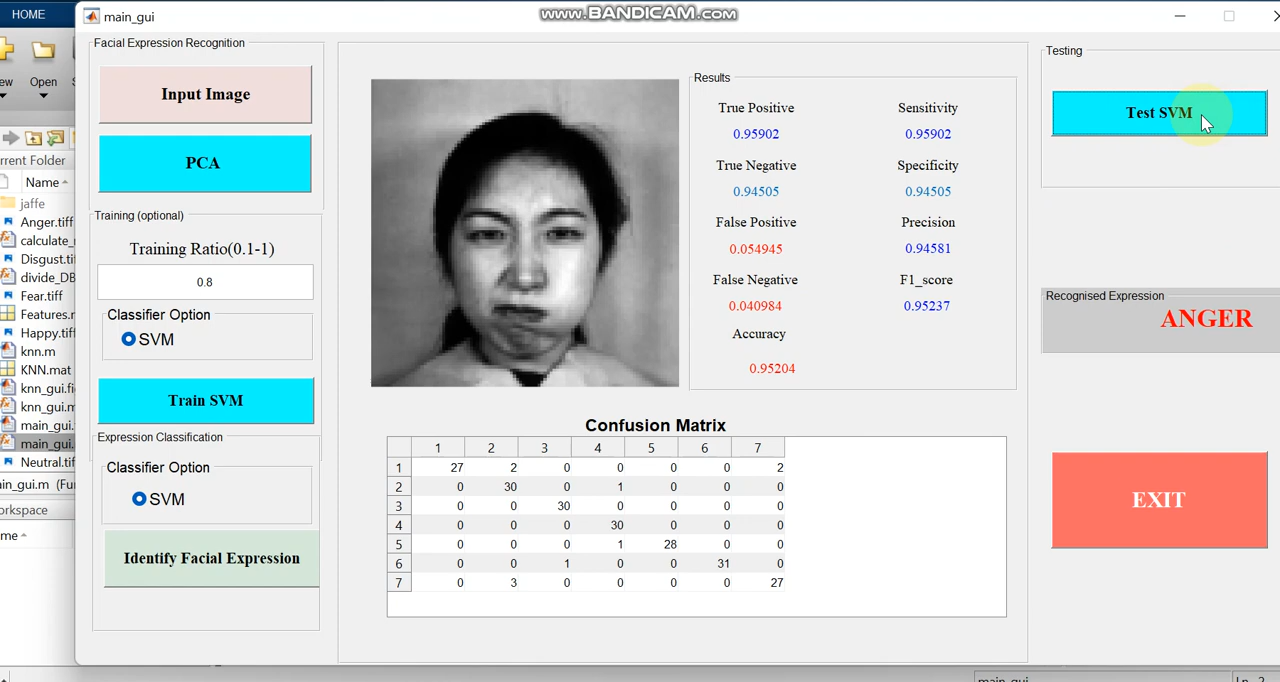 www.BANDICAM.com
HOME
main_gui
Open
Current Folder
Name
jaffe
Anger.tiff
Disgust.ti
divide_DB
Fear.tiff
Features.
Happy.tiff
knn.m
KNN.mat
knn_gui.fi
knn_gui.m
main_gui.
main_gui.
Neutral.tif
Facial Expression Recognition
Input Image
PCA
Training (optional)
Training Ratio(0.1-1)
0.8
Classifier Option
SVM
Train SVM
Expression Classification
Classifier Option
SVM
Identify Facial Expression
Results
True Positive Sensitivity
0.95902 0.95902
True Negative Specificity
0.94505 0.94505
False Positive Precision
0.054945 0.94581
False Negative F1_score
0.040984 0.95237
Accuracy
0.95204
Confusion Matrix
1 2 3 4 5 6 7
1 27 2 0 0 0 0 2
2 0 30 0 1 0 0 0
3 0 0 30 0 0 0 0
4 0 0 0 30 0 0 0
5 0 0 0 1 28 0 0
6 0 0 1 0 0 31 0
7 0 3 0 0 0 0 27
Testing
Test SVM
Recognised Expression
ANGER
EXIT